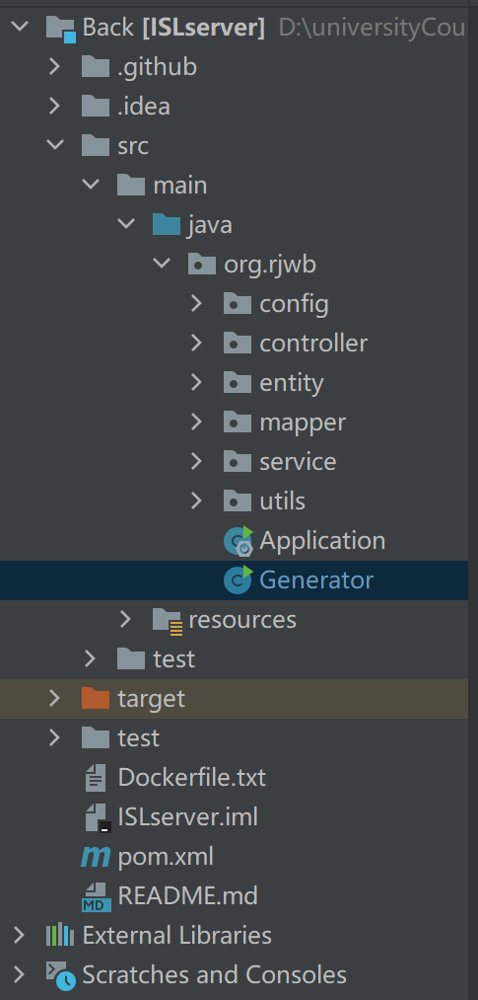 Back [ISLserver] D:\universityCou
.github
.idea
src
main
java
org.rjwb
config
controller
entity
mapper
service
utils
Application
Generator
resources
test
target
test
Dockerfile.txt
ISLserver.iml
m pom.xml
MD README.md
External Libraries
Scratches and Consoles